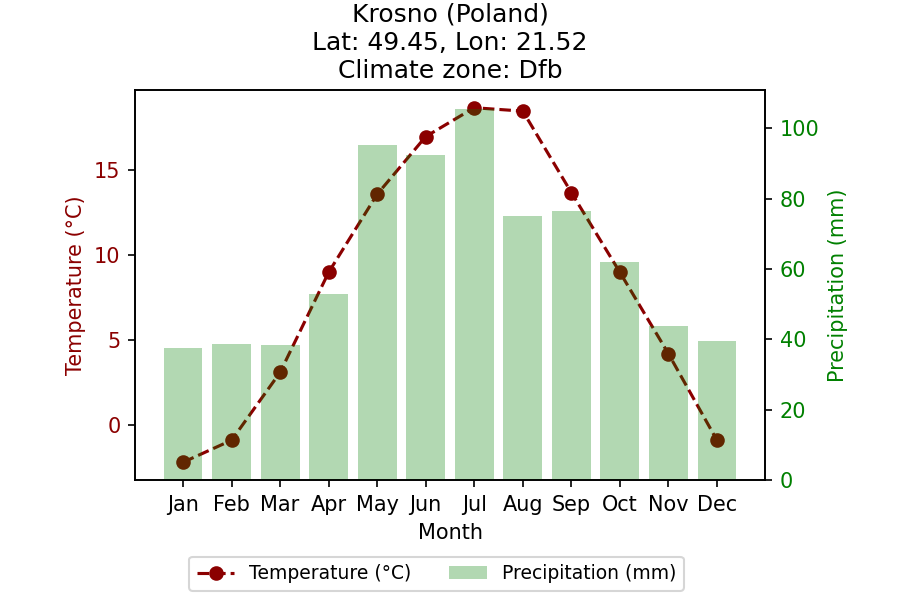 Krosno (Poland)
Lat: 49.45, Lon: 21.52
Climate zone: Dfb
Temperature (°C)
15
10
5
0
100
80
60
40
20
0
Precipitation (mm)
Jan Feb Mar Apr May Jun Jul Aug Sep Oct Nov Dec
Month
Temperature (°C) Precipitation (mm)